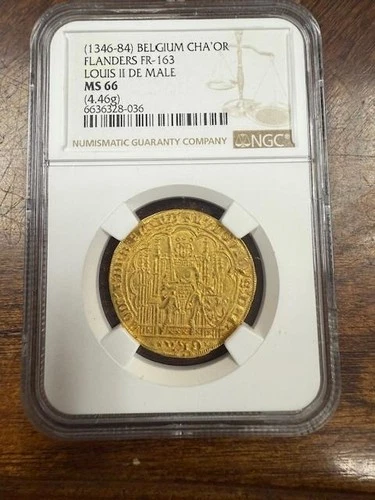 (1346-84) BELGIUM CHA'OR
FLANDERS FR-163
LOUIS II DE MALE
MS 66
(4.46g)
6636328-036
NUMISMATIC GUARANTY COMPANY
NGC